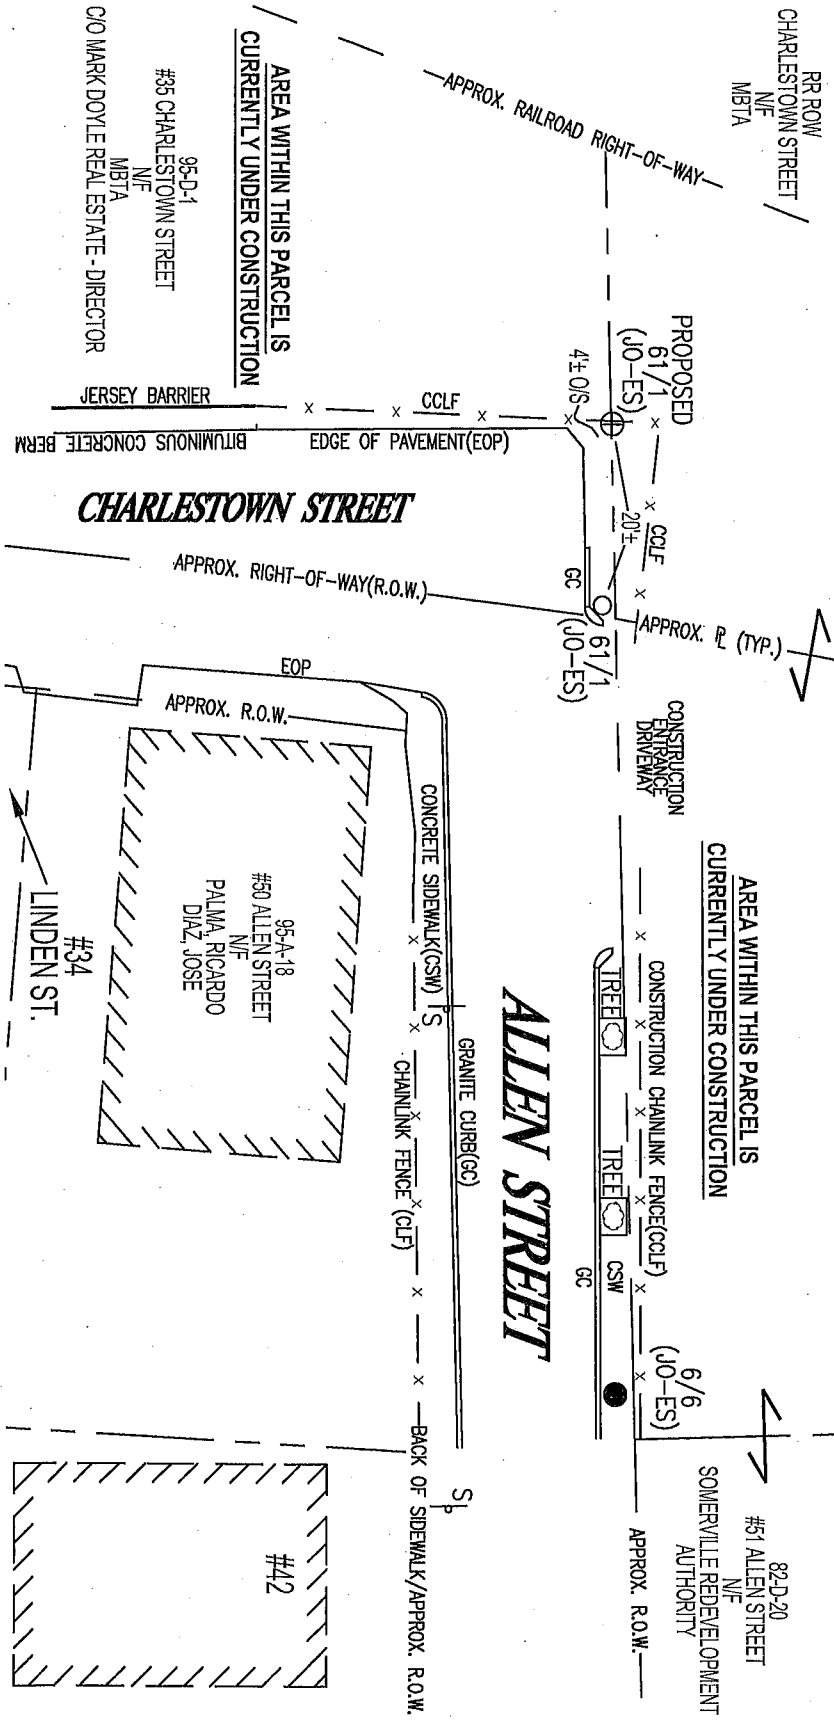 RR ROW
CHARLESTOWN STREET
N/F
MBTA
APPROX. RAILROAD RIGHT-OF-WAY
AREA WITHIN THIS PARCEL IS
CURRENTLY UNDER CONSTRUCTION
95-D-1
#35 CHARLESTOWN STREET
N/F
MBTA
C/O MARK DOYLE REAL ESTATE - DIRECTOR
PROPOSED
61/1
(JO-ES)
4'± O/S
JERSEY BARRIER
X X CCLF X X
BITUMINOUS CONCRETE BERM
EDGE OF PAVEMENT(EOP)
CHARLESTOWN STREET
X
X
CCLF
X
20'±
GC
61/1
(JO-ES)
APPROX. RIGHT-OF-WAY(R.O.W.)
APPROX. PL (TYP.)
EOP
APPROX. R.O.W.
CONSTRUCTION
ENTRANCE
DRIVEWAY
AREA WITHIN THIS PARCEL IS
CURRENTLY UNDER CONSTRUCTION
CONSTRUCTION CHAINLINK FENCE(CCLF)
X X X X X X
TREE
TREE
CSW
GC
6/6
(JO-ES)
ALLEN STREET
CONCRETE SIDEWALK(CSW)
S
GRANITE CURB(GC)
X X X X X X
CHAINLINK FENCE (CLF)
95-A-18
#50 ALLEN STREET
N/F
PALMA, RICARDO
DIAZ, JOSE
#34
LINDEN ST.
82-D-20
#51 ALLEN STREET
N/F
SOMERVILLE REDEVELOPMENT
AUTHORITY
APPROX. R.O.W.
S
BACK OF SIDEWALK/APPROX. R.O.W.
#42